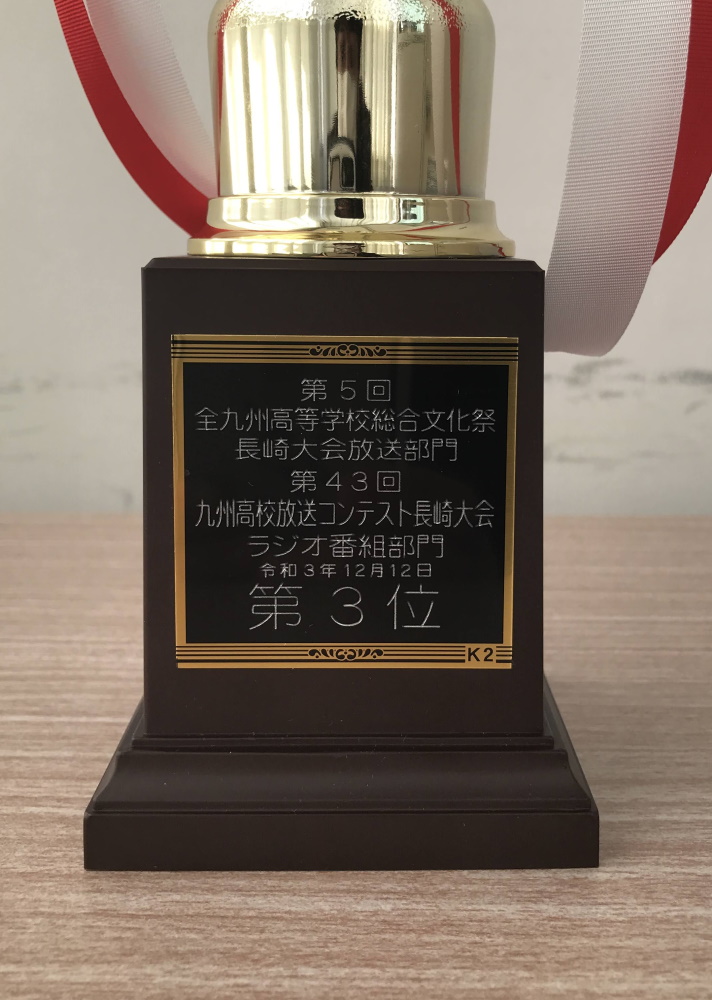 第5回
全九州高等学校総合文化祭
長崎大会放送部門
第43回
九州高校放送コンテスト長崎大会
ラジオ番組部門
令和3年12月12日
第3位
K2